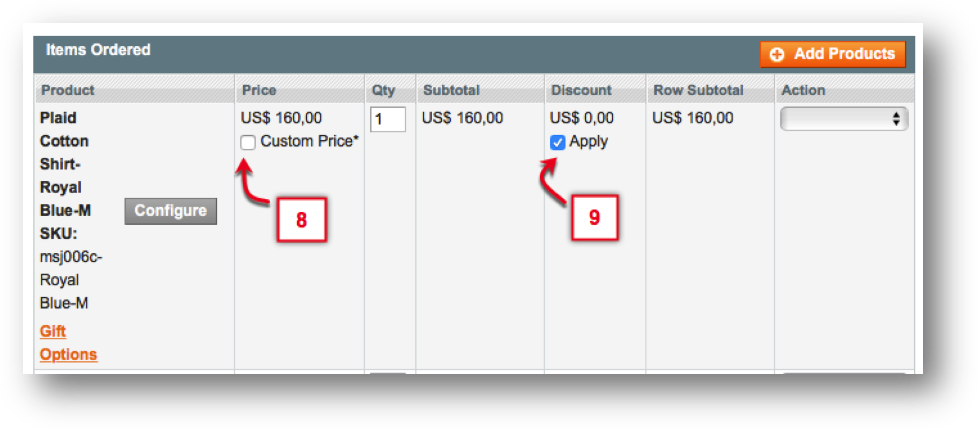 Items Ordered
Add Products
Product Price Qty Subtotal Discount Row Subtotal Action
Plaid US$ 160,00 1 US$ 160,00 US$ 0,00 US$ 160,00
Cotton Custom Price* Apply
Shirt-
Royal
Blue-M Configure 8 9
SKU:
msj006c-
Royal
Blue-M
Gift
Options